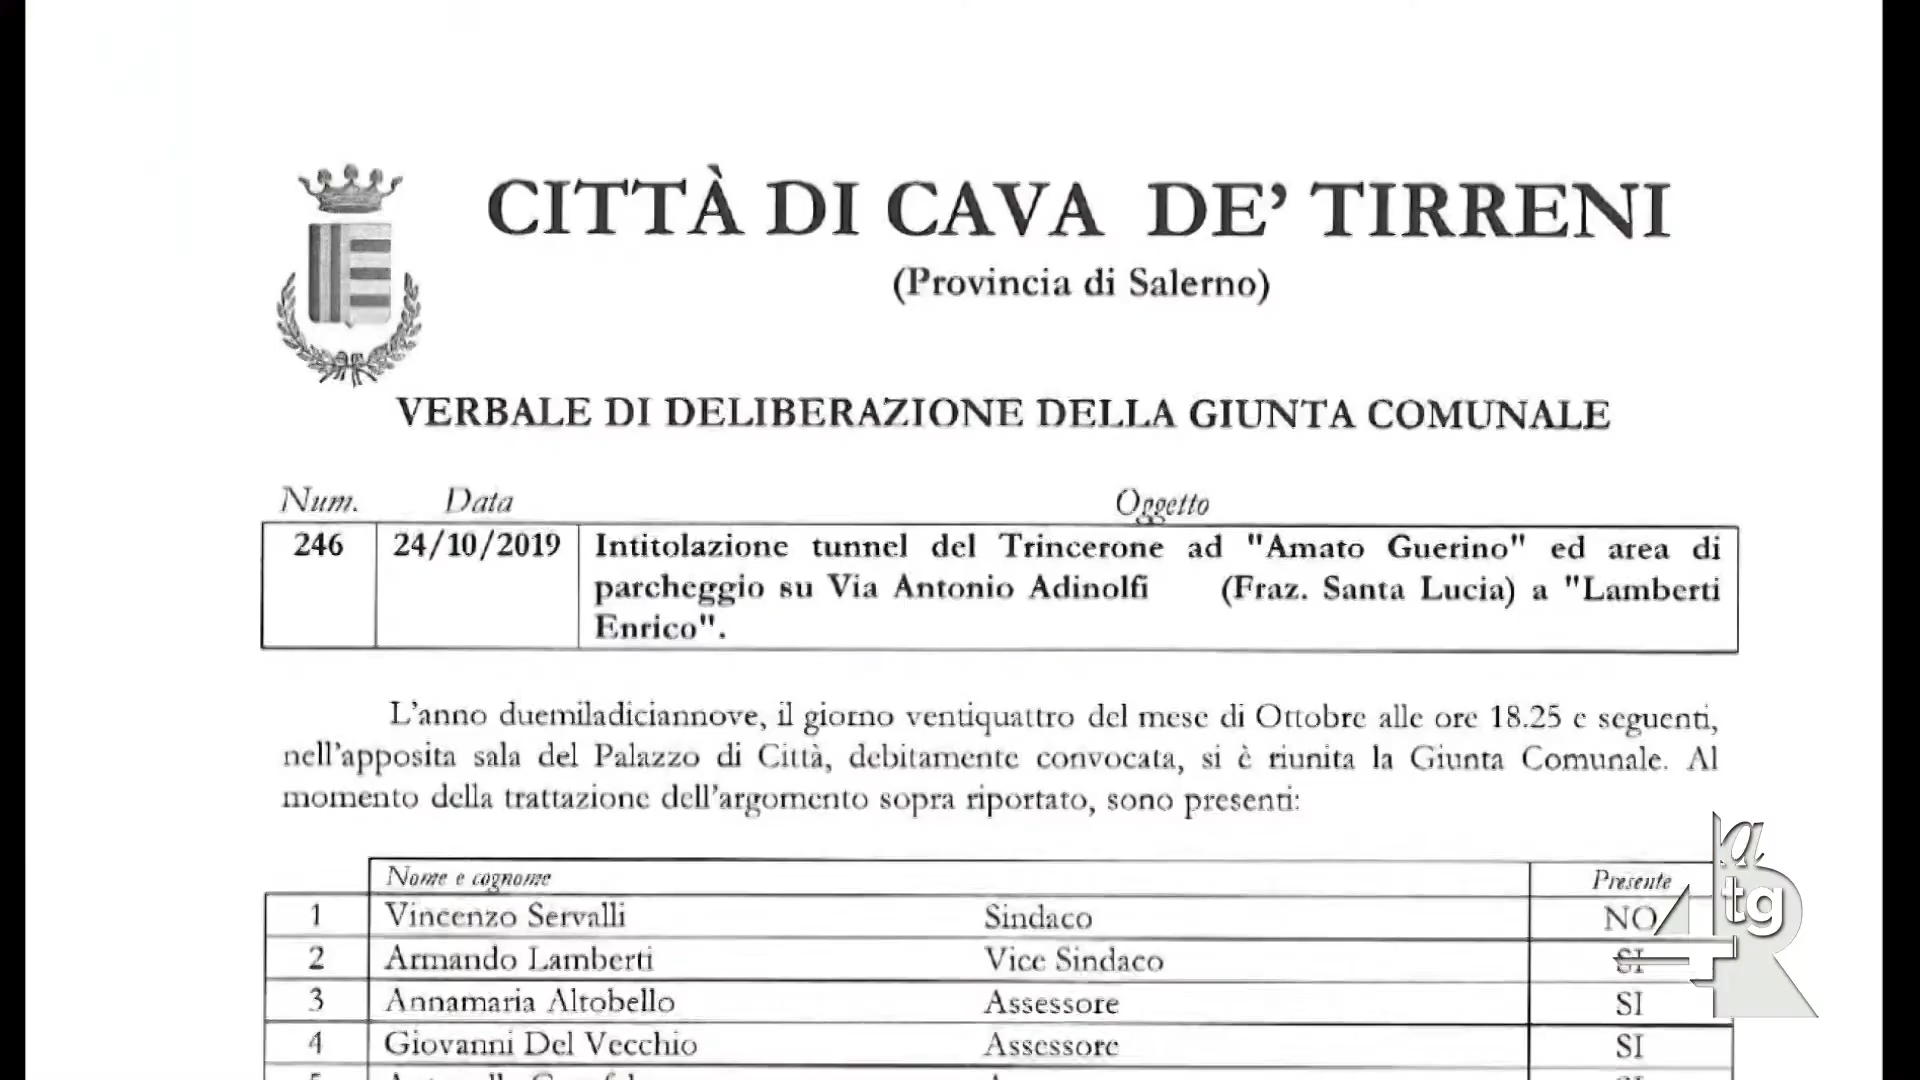 CITTÀ DI CAVA DE' TIRRENI
(Provincia di Salerno)
VERBALE DI DELIBERAZIONE DELLA GIUNTA COMUNALE
Num. Data Oggetto
246 24/10/2019 Intitolazione tunnel del Trincerone ad "Amato Guerino" ed area di
parcheggio su Via Antonio Adinolfi (Fraz. Santa Lucia) a "Lamberti
Enrico".
L'anno duemiladiciannove, il giorno ventiquattro del mese di Ottobre alle ore 18.25 e seguenti,
nell'apposita sala del Palazzo di Città, debitamente convocata, si è riunita la Giunta Comunale. Al
momento della trattazione dell'argomento sopra riportato, sono presenti:
Nome e cognome Presente
1 Vincenzo Servalli Sindaco NO
2 Armando Lamberti Vice Sindaco SI
3 Annamaria Altobello Assessore SI
4 Giovanni Del Vecchio Assessore SI
la
tg
R